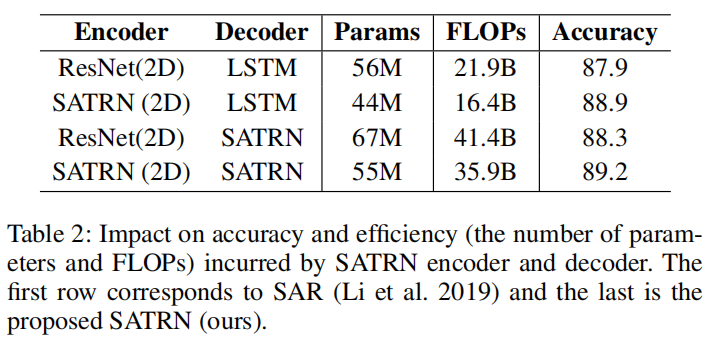 Encoder Decoder Params FLOPs Accuracy
ResNet(2D) LSTM 56M 21.9B 87.9
SATRN (2D) LSTM 44M 16.4B 88.9
ResNet(2D) SATRN 67M 41.4B 88.3
SATRN (2D) SATRN 55M 35.9B 89.2
Table 2: Impact on accuracy and efficiency (the number of param-
eters and FLOPs) incurred by SATRN encoder and decoder. The
first row corresponds to SAR (Li et al. 2019) and the last is the
proposed SATRN (ours).